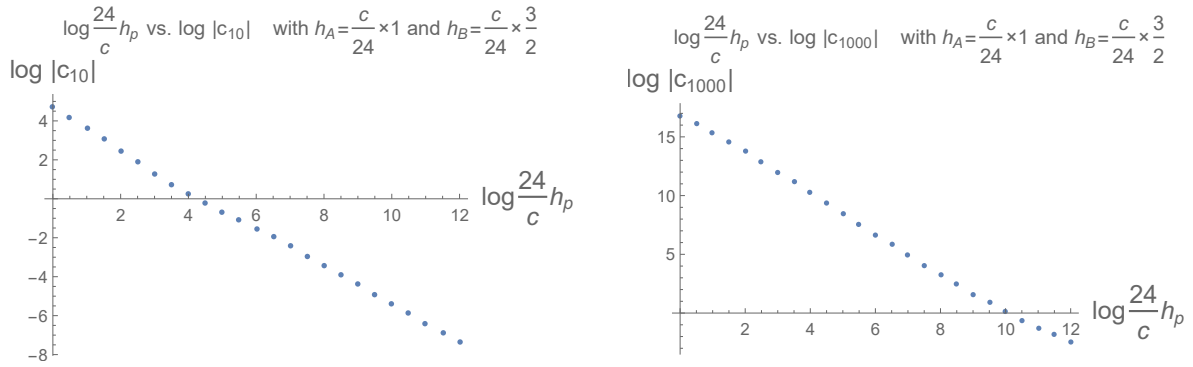 log 24/c h_p vs. log |c_10| with h_A = c/24 ×1 and h_B = c/24 × 3/2
log |c_10|
4
2
2 4 6 8 10 12
log 24/c h_p
−2
−4
−6
−8
log 24/c h_p vs. log |c_1000| with h_A = c/24 ×1 and h_B = c/24 × 3/2
log |c_1000|
15
10
5
2 4 6 8 10 12
log 24/c h_p